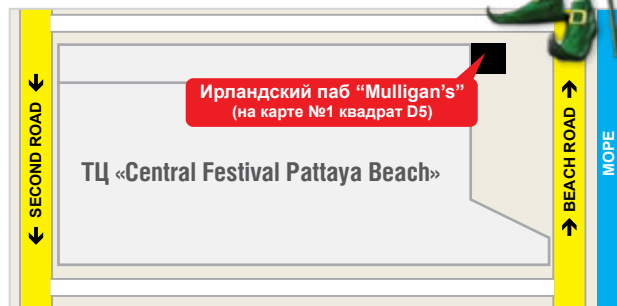 Ирландский паб “Mulligan’s”
(на карте №1 квадрат D5)
ТЦ «Central Festival Pattaya Beach»
SECOND ROAD
BEACH ROAD
МОРЕ